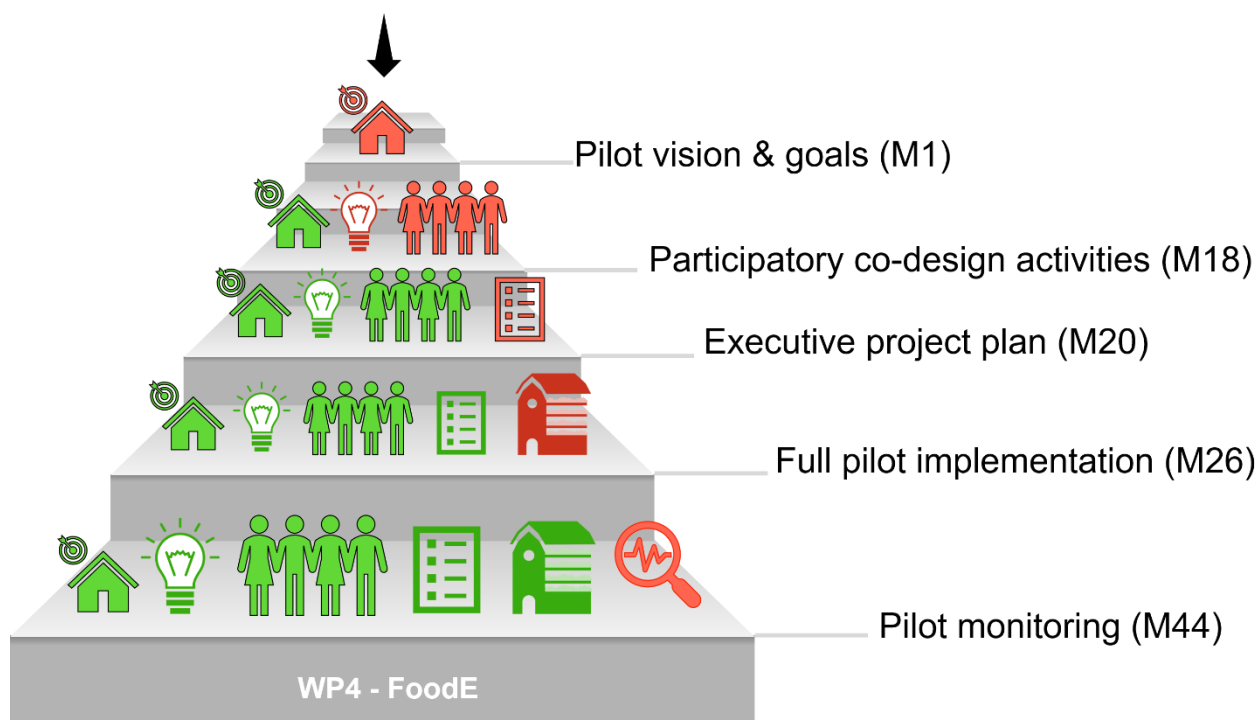 Pilot vision & goals (M1)
Participatory co-design activities (M18)
Executive project plan (M20)
Full pilot implementation (M26)
Pilot monitoring (M44)
WP4 - FoodE